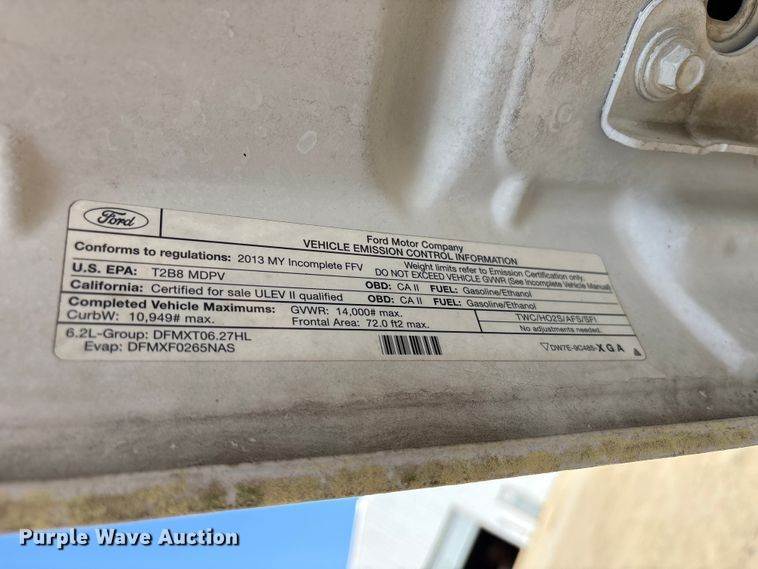 Ford
Ford Motor Company
VEHICLE EMISSION CONTROL INFORMATION
Conforms to regulations: 2013 MY Incomplete FFV
Weight limits refer to Emission Certification only.
DO NOT EXCEED VEHICLE GVWR (See Incomplete Vehicle Manual)
U.S. EPA: T2B8 MDPV OBD: CA II FUEL: Gasoline/Ethanol
California: Certified for sale ULEV II qualified OBD: CA II FUEL: Gasoline/Ethanol
Completed Vehicle Maximums: GVWR: 14,000# max.
CurbW: 10,949# max. Frontal Area: 72.0 ft2 max.
TWC/HO2S/AFS/SFI
No adjustments needed.
6.2L-Group: DFMXT06.27HL
Evap: DFMXF0265NAS
DW7E-9C485-XGA
Purple Wave Auction